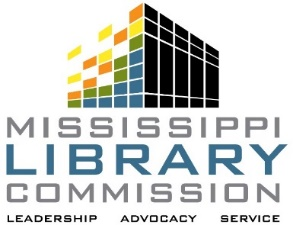 MISSISSIPPI
LIBRARY
COMMISSION
LEADERSHIP ADVOCACY SERVICE